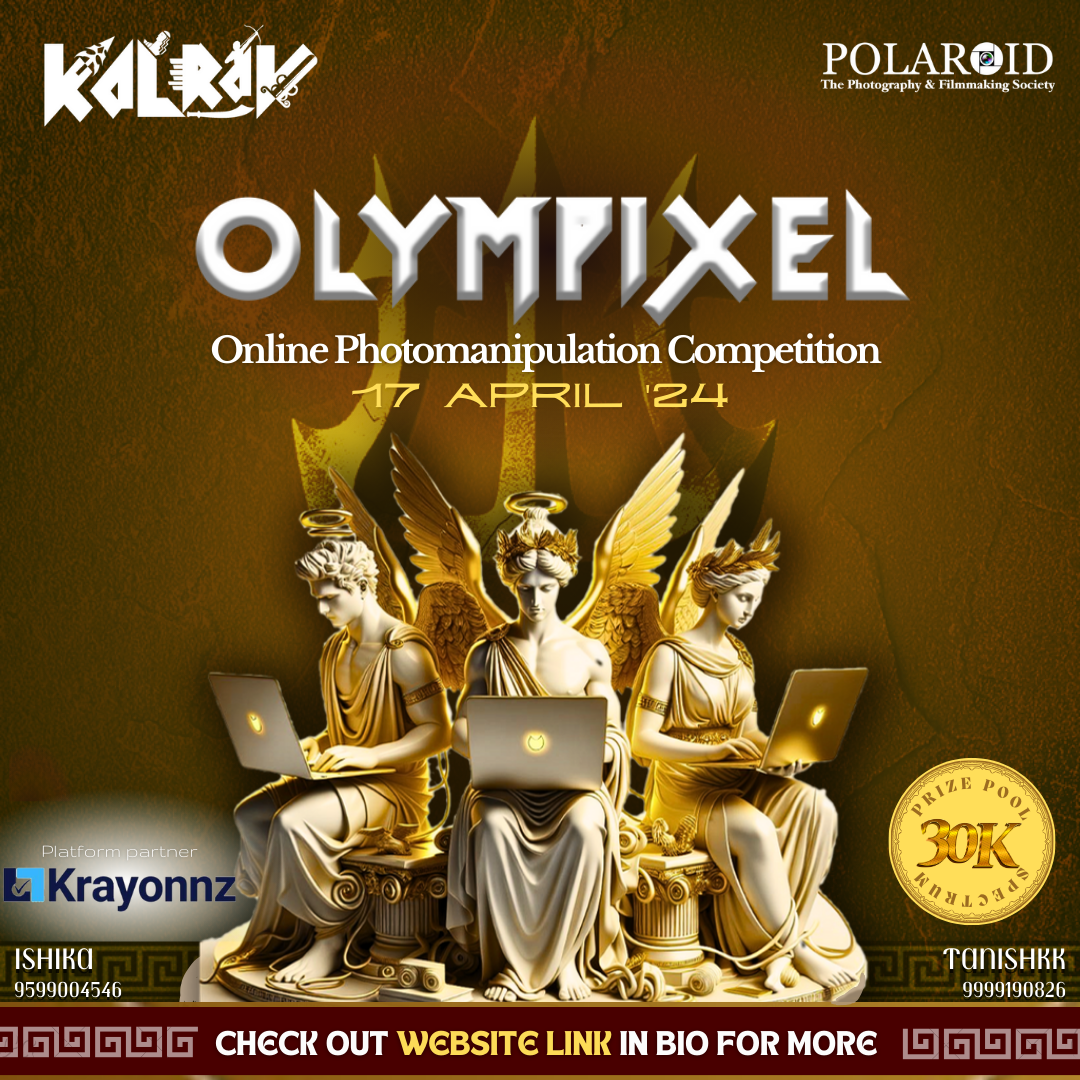 KALRAV
POLAROID
The Photography & Filmmaking Society
OLYMPIXEL
Online Photomanipulation Competition
17 APRIL '24
Platform partner
Krayonnz
PRIZE POOL
30K
SPECTRUM
ISHIKA
9599004546
TANISHKK
9999190826
CHECK OUT WEBSITE LINK IN BIO FOR MORE